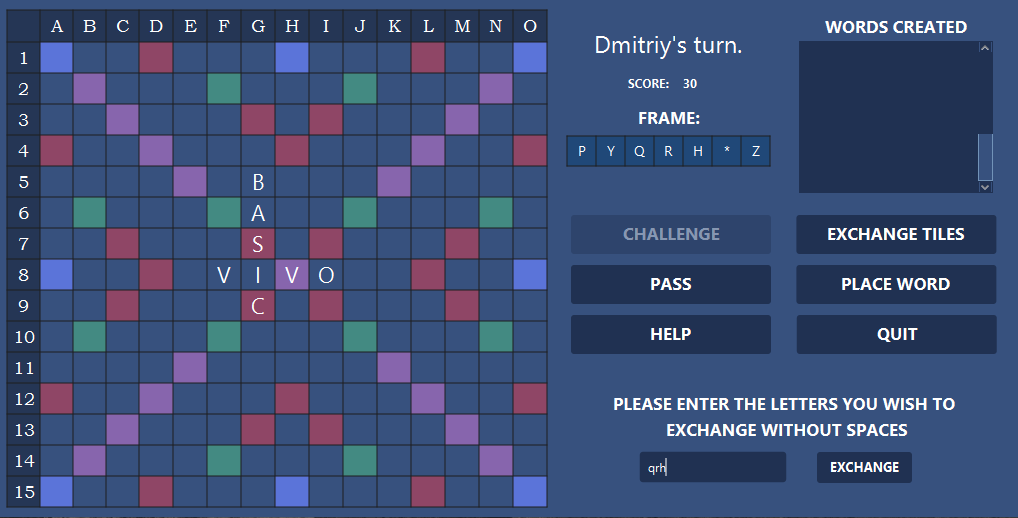 A B C D E F G H I J K L M N O
1
2
3
4
5 B
6 A
7 S
8 V I V O
9 C
10
11
12
13
14
15
Dmitriy's turn.
SCORE: 30
FRAME:
P Y Q R H * Z
WORDS CREATED
CHALLENGE
EXCHANGE TILES
PASS
PLACE WORD
HELP
QUIT
PLEASE ENTER THE LETTERS YOU WISH TO
EXCHANGE WITHOUT SPACES
qrh
EXCHANGE